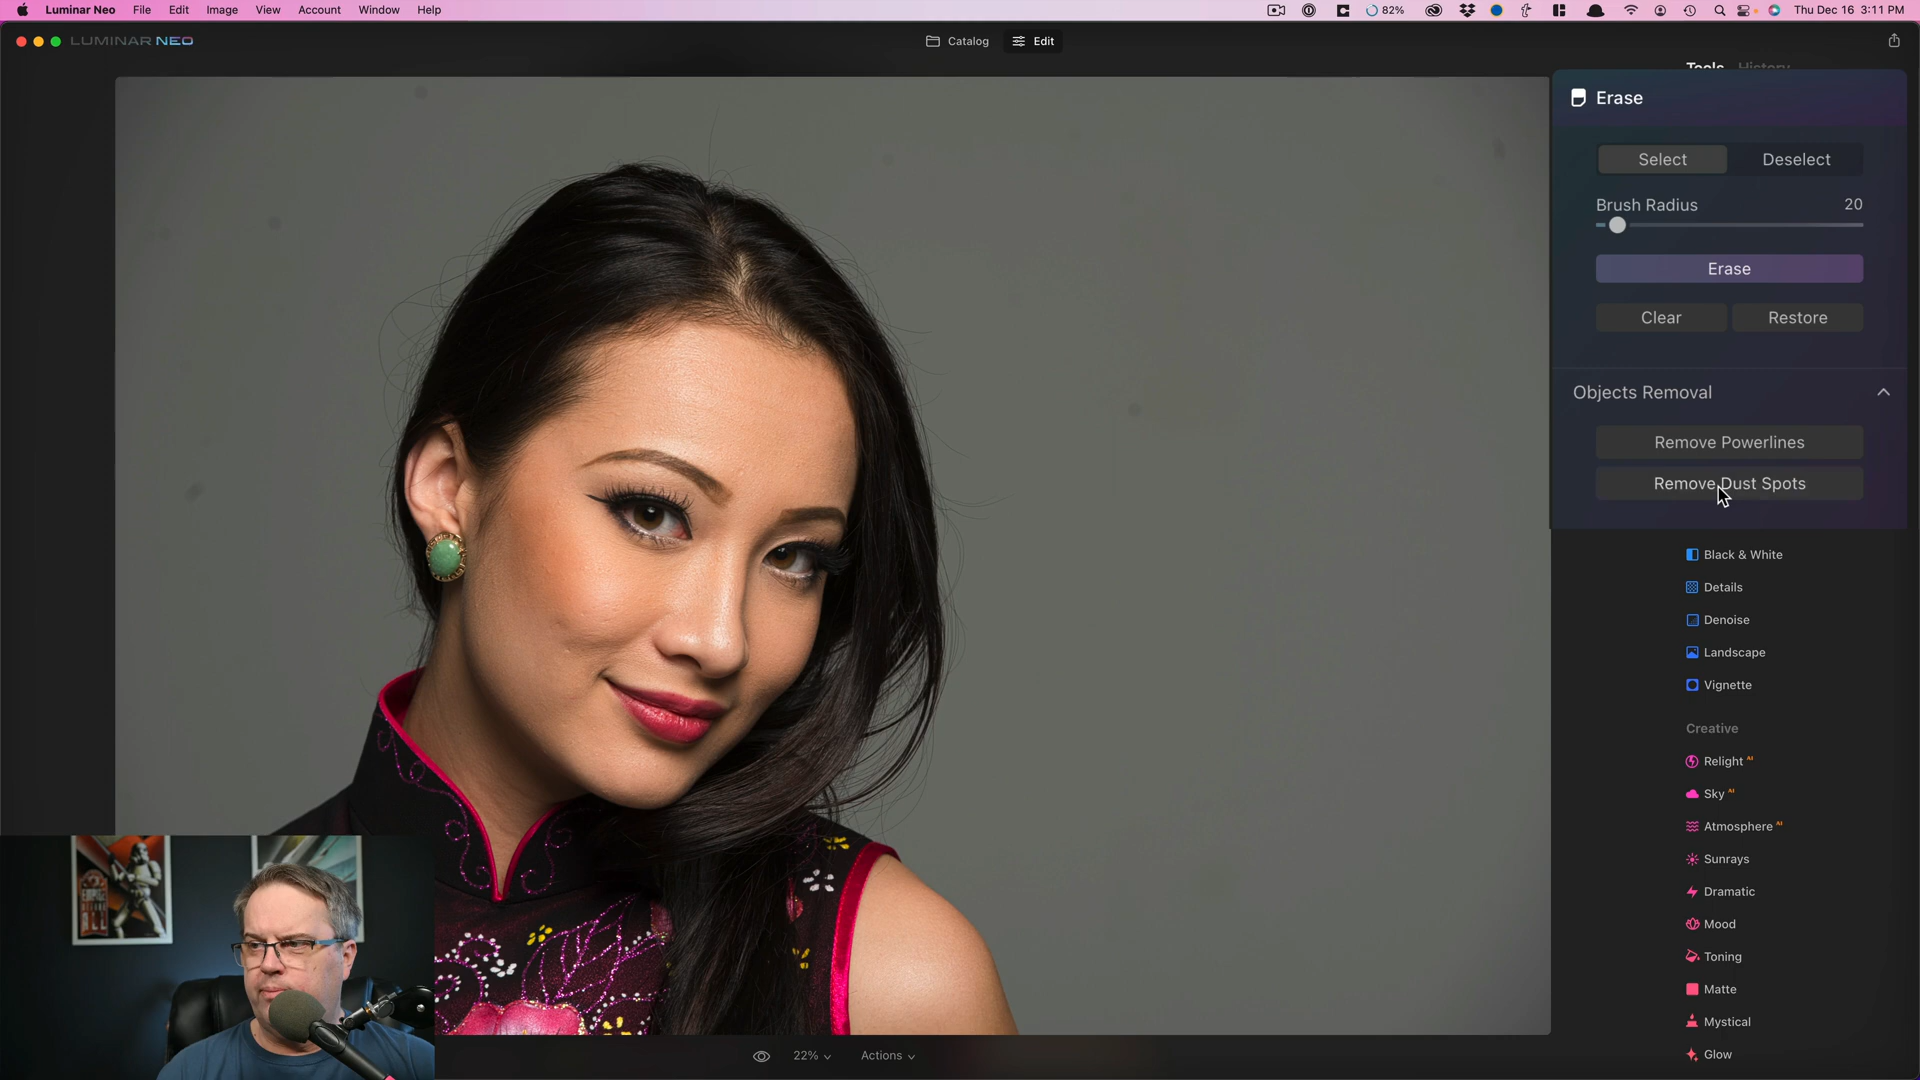 Luminar Neo File Edit Image View Account Window Help 82% Thu Dec 16 3:11 PM
LUMINAR NEO Catalog Edit
Tools History
Erase
Select Deselect
Brush Radius 20
Erase
Clear Restore
Objects Removal
Remove Powerlines
Remove Dust Spots
Black & White
Details
Denoise
Landscape
Vignette
Creative
Relight AI
Sky AI
Atmosphere AI
Sunrays
Dramatic
Mood
Toning
Matte
Mystical
Glow
22% Actions